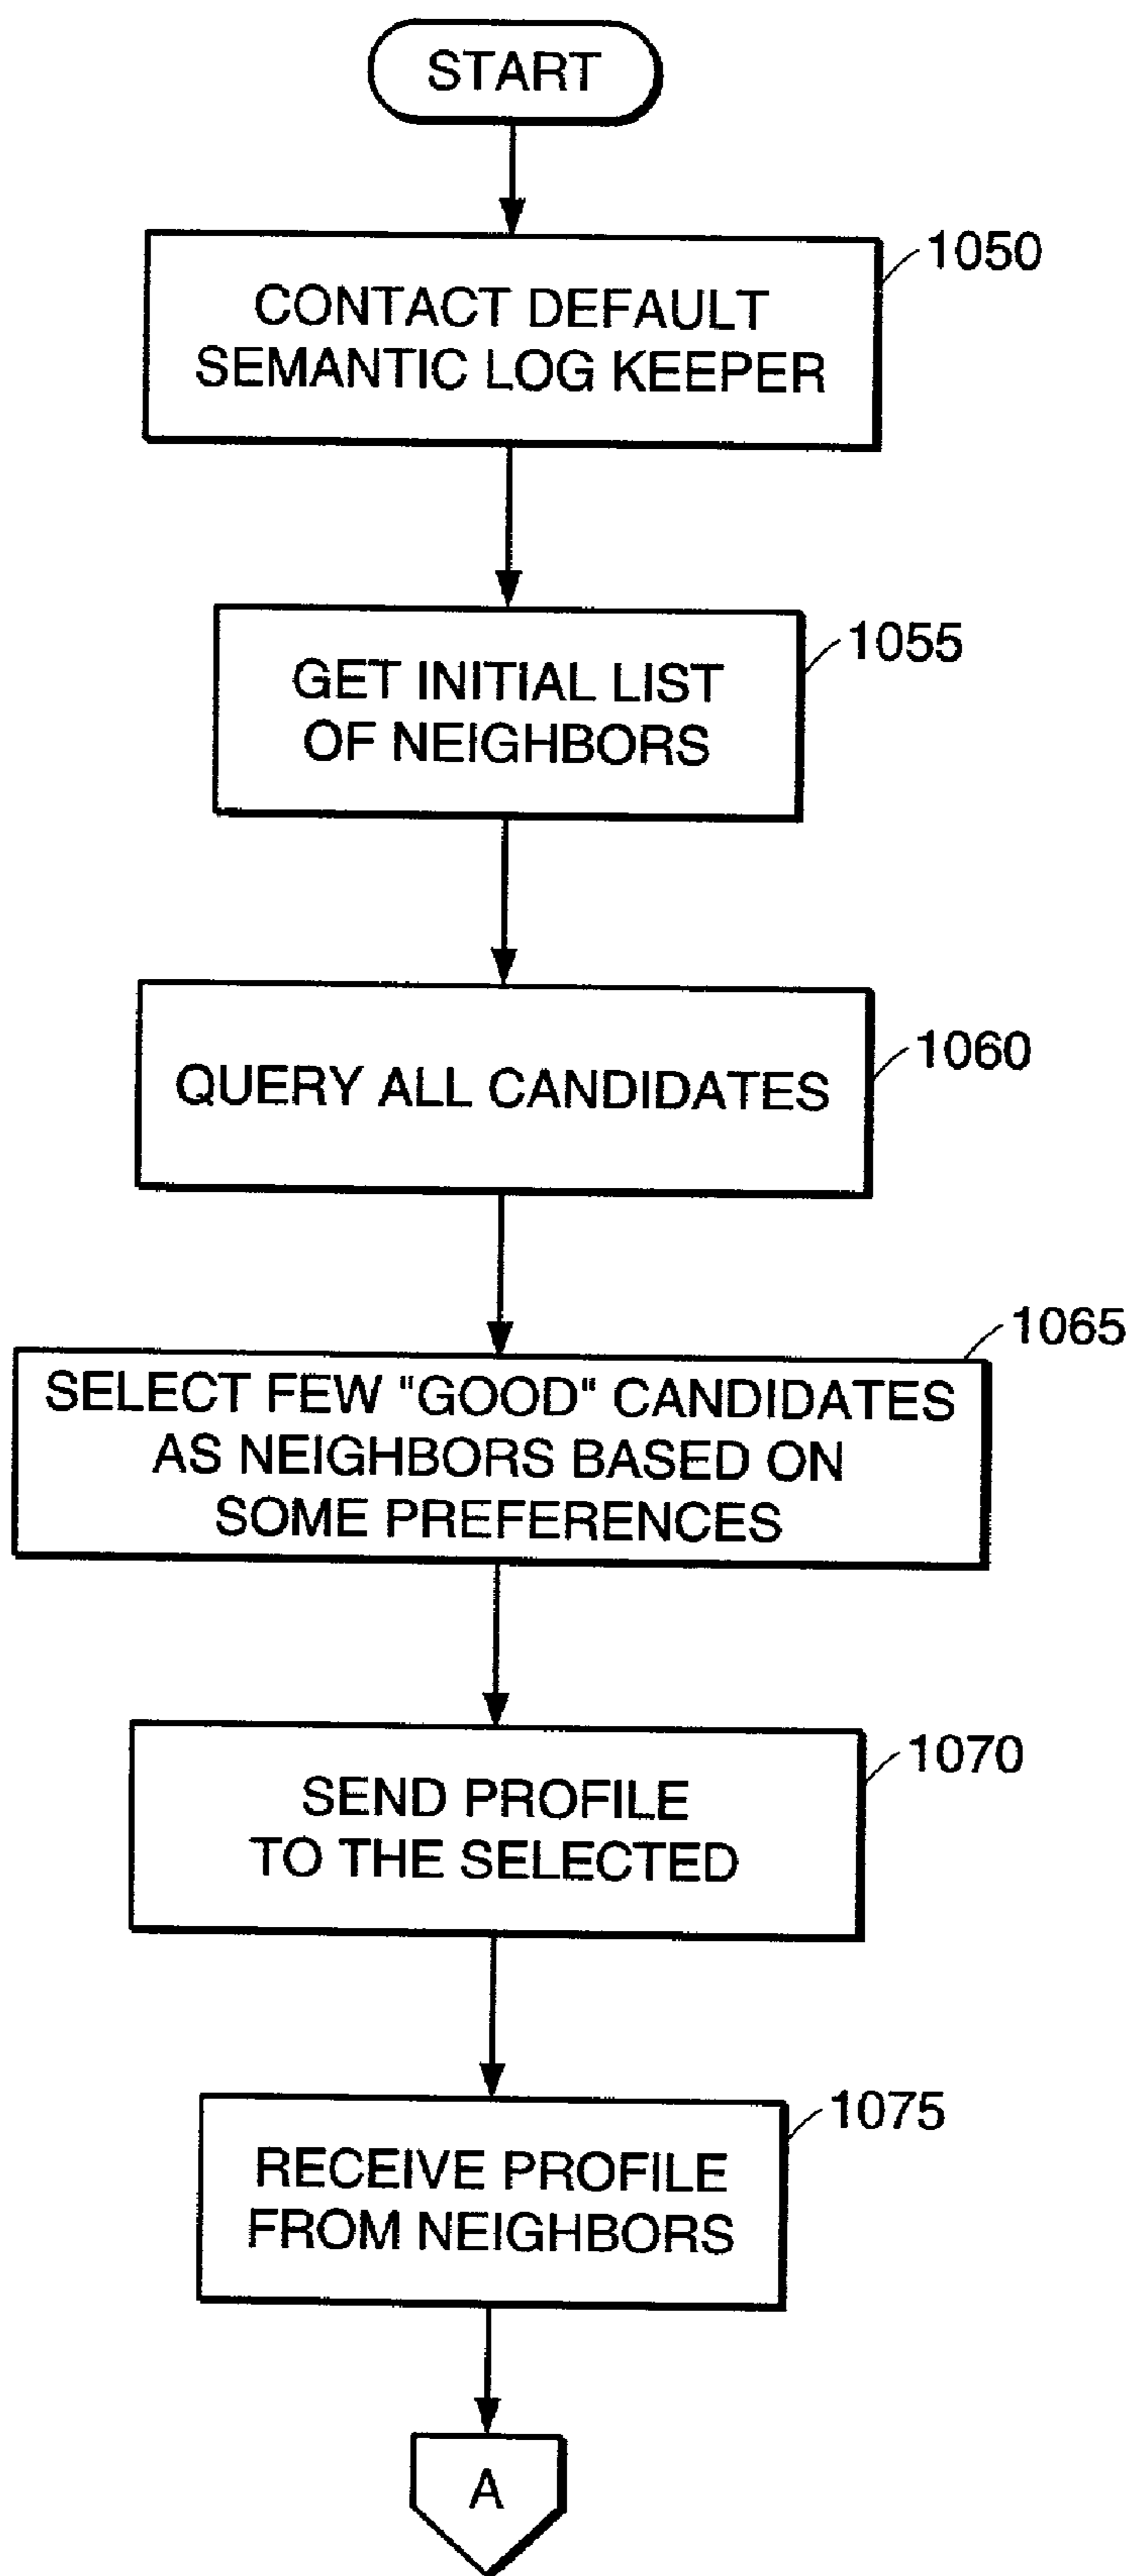 START
1050
CONTACT DEFAULT
SEMANTIC LOG KEEPER
1055
GET INITIAL LIST
OF NEIGHBORS
1060
QUERY ALL CANDIDATES
1065
SELECT FEW "GOOD" CANDIDATES
AS NEIGHBORS BASED ON
SOME PREFERENCES
1070
SEND PROFILE
TO THE SELECTED
1075
RECEIVE PROFILE
FROM NEIGHBORS
A